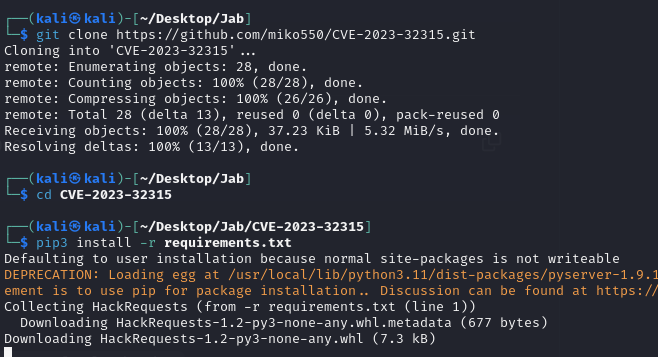 ┌──(kali㉿kali)-[~/Desktop/Jab]
└─$ git clone https://github.com/miko550/CVE-2023-32315.git
Cloning into 'CVE-2023-32315'...
remote: Enumerating objects: 28, done.
remote: Counting objects: 100% (28/28), done.
remote: Compressing objects: 100% (26/26), done.
remote: Total 28 (delta 13), reused 0 (delta 0), pack-reused 0
Receiving objects: 100% (28/28), 37.23 KiB | 5.32 MiB/s, done.
Resolving deltas: 100% (13/13), done.
┌──(kali㉿kali)-[~/Desktop/Jab]
└─$ cd CVE-2023-32315
┌──(kali㉿kali)-[~/Desktop/Jab/CVE-2023-32315]
└─$ pip3 install -r requirements.txt
Defaulting to user installation because normal site-packages is not writeable
DEPRECATION: Loading egg at /usr/local/lib/python3.11/dist-packages/pyserver-1.9.1
ement is to use pip for package installation.. Discussion can be found at https://
Collecting HackRequests (from -r requirements.txt (line 1))
  Downloading HackRequests-1.2-py3-none-any.whl.metadata (677 bytes)
Downloading HackRequests-1.2-py3-none-any.whl (7.3 kB)